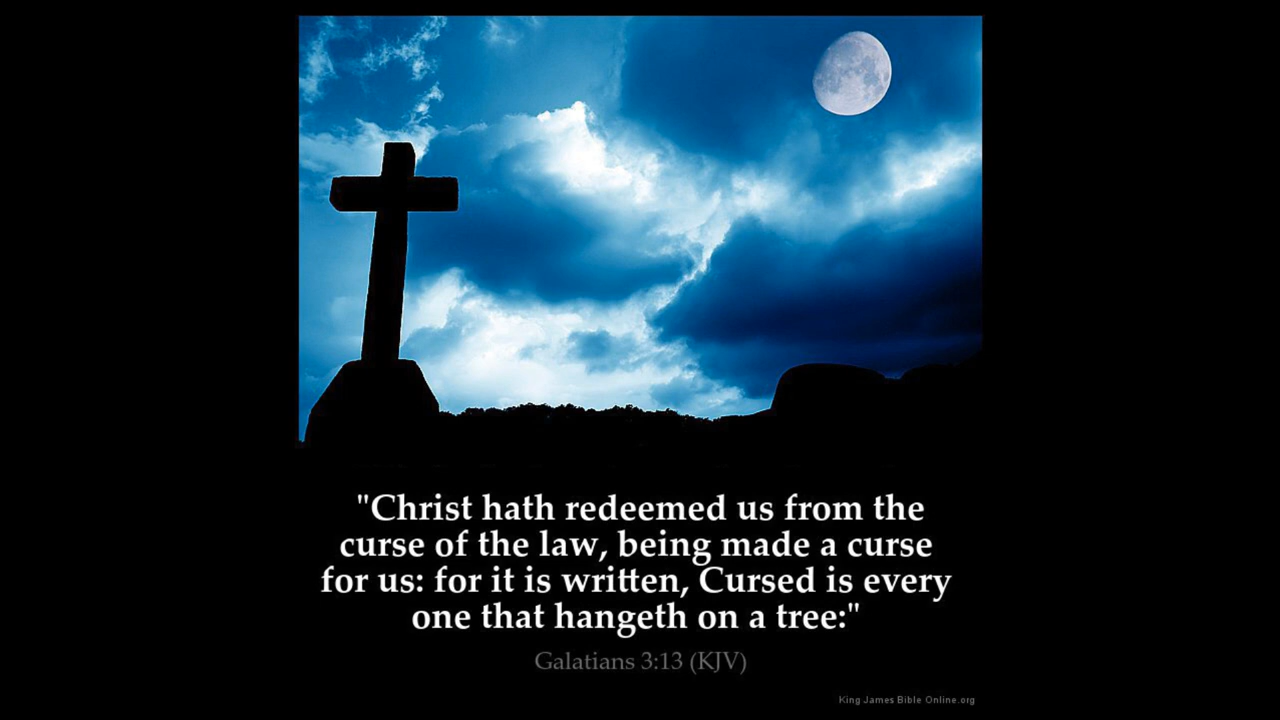 "Christ hath redeemed us from the
curse of the law, being made a curse
for us: for it is written, Cursed is every
one that hangeth on a tree:"
Galatians 3:13 (KJV)
King James Bible Online.org